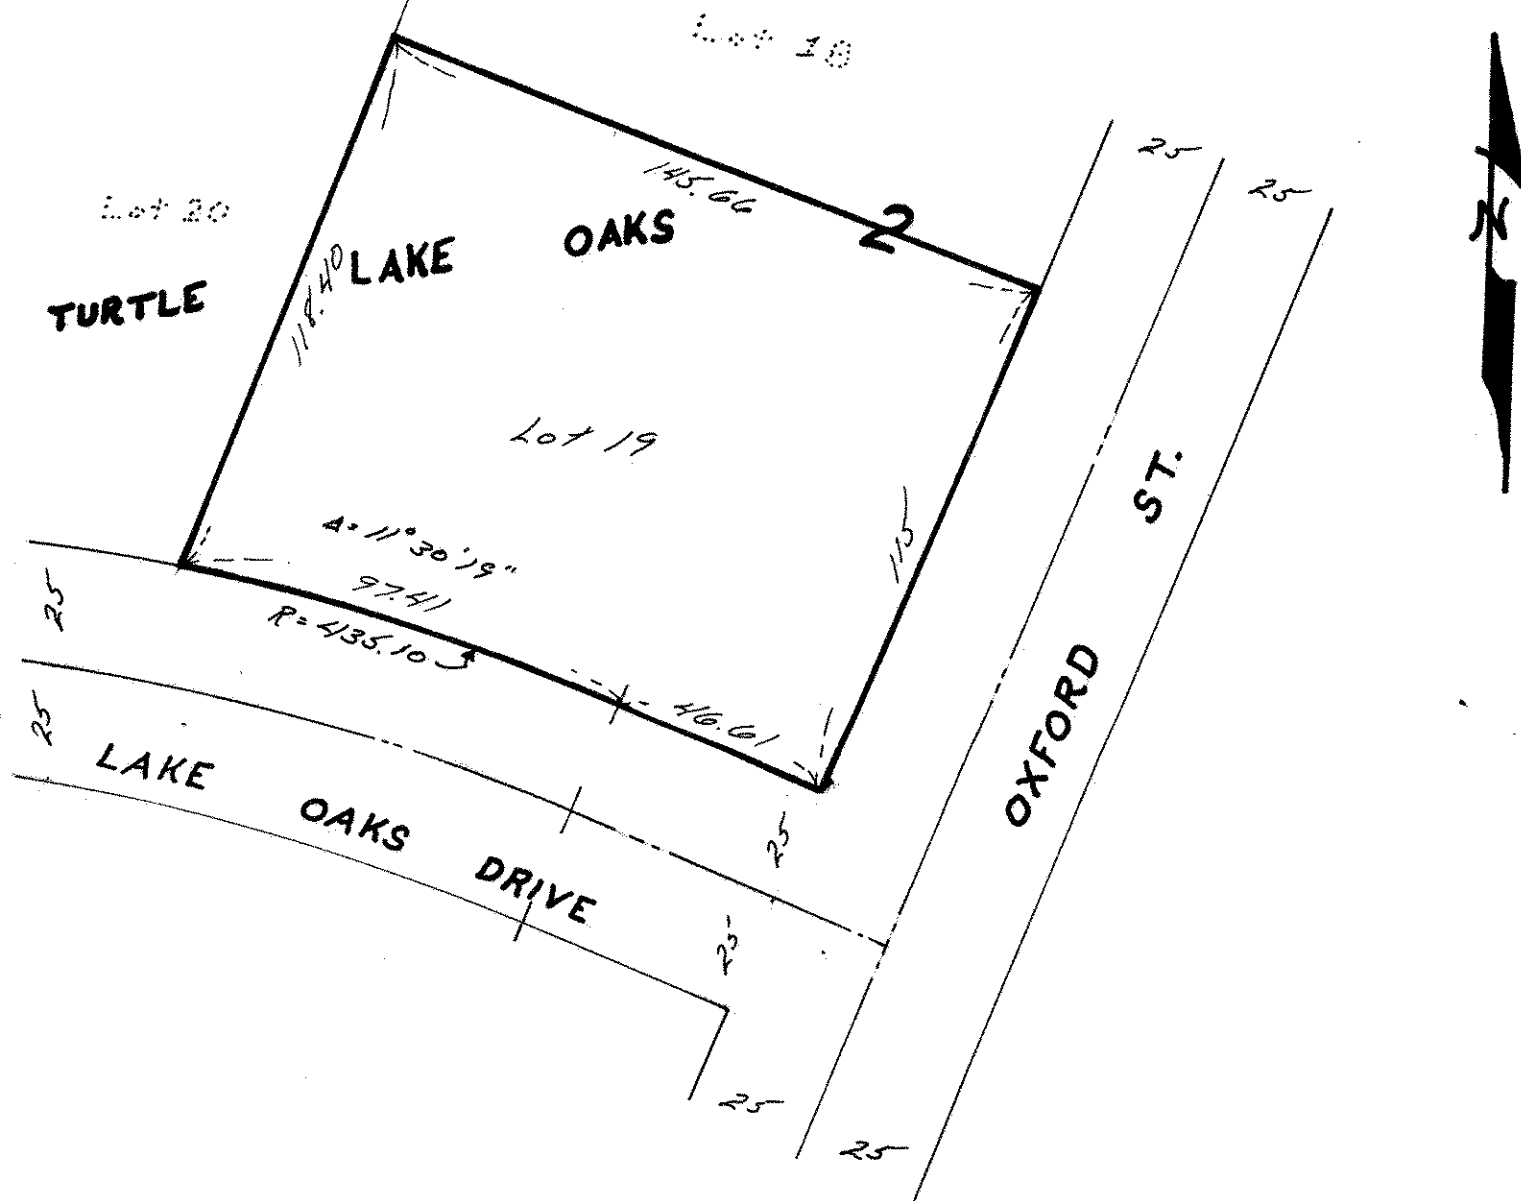 Lot 18
25
25
145.66
2
Lot 20
TURTLE LAKE OAKS
118.40
N
Lot 19
ST.
115
Δ= 11°30'19"
97.41
R= 435.10
25
46.61
OXFORD
25
25
LAKE OAKS DRIVE
25
25
25